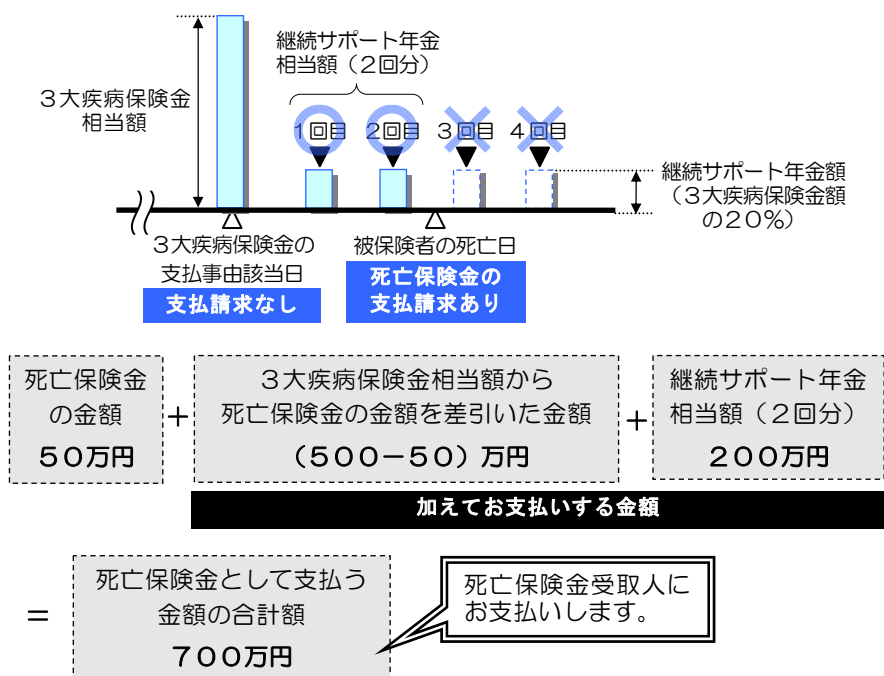 継続サポート年金
相当額（２回分）
３大疾病保険金
相当額
１回目
２回目
３回目
４回目
継続サポート年金額
（３大疾病保険金額
の２０％）
３大疾病保険金の
支払事由該当日
支払請求なし
被保険者の死亡日
死亡保険金の
支払請求あり
死亡保険金
の金額
５０万円
＋
３大疾病保険金相当額から
死亡保険金の金額を差引いた金額
（５００－５０）万円
＋
継続サポート年金
相当額（２回分）
２００万円
加えてお支払いする金額
＝
死亡保険金として支払う
金額の合計額
７００万円
死亡保険金受取人に
お支払いします。